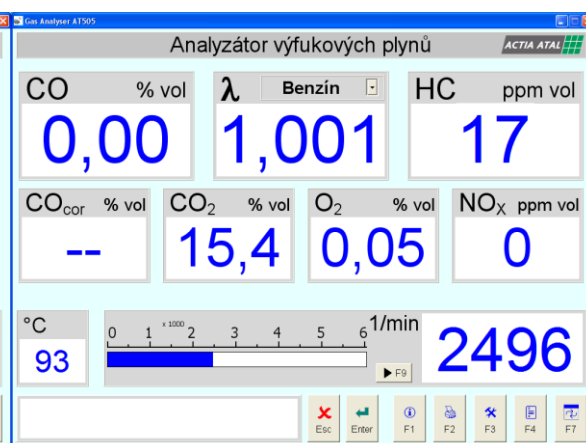 Gas Analyser AT505
Analyzátor výfukových plynů
ACTIA ATAL
CO % vol
0,00
λ Benzín
1,001
HC ppm vol
17
COcor % vol
--
CO2 % vol
15,4
O2 % vol
0,05
NOX ppm vol
0
°C
93
0 1 x 1000 2 3 4 5 6 1/min
F9
2496
Esc Enter F1 F2 F3 F4 F7